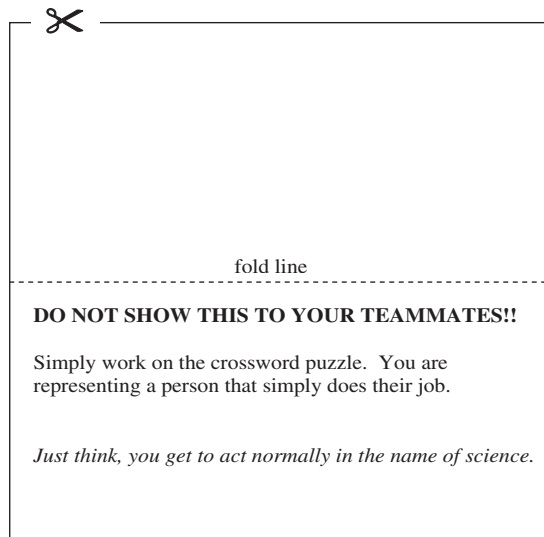 fold line
DO NOT SHOW THIS TO YOUR TEAMMATES!!
Simply work on the crossword puzzle.  You are
representing a person that simply does their job.
Just think, you get to act normally in the name of science.